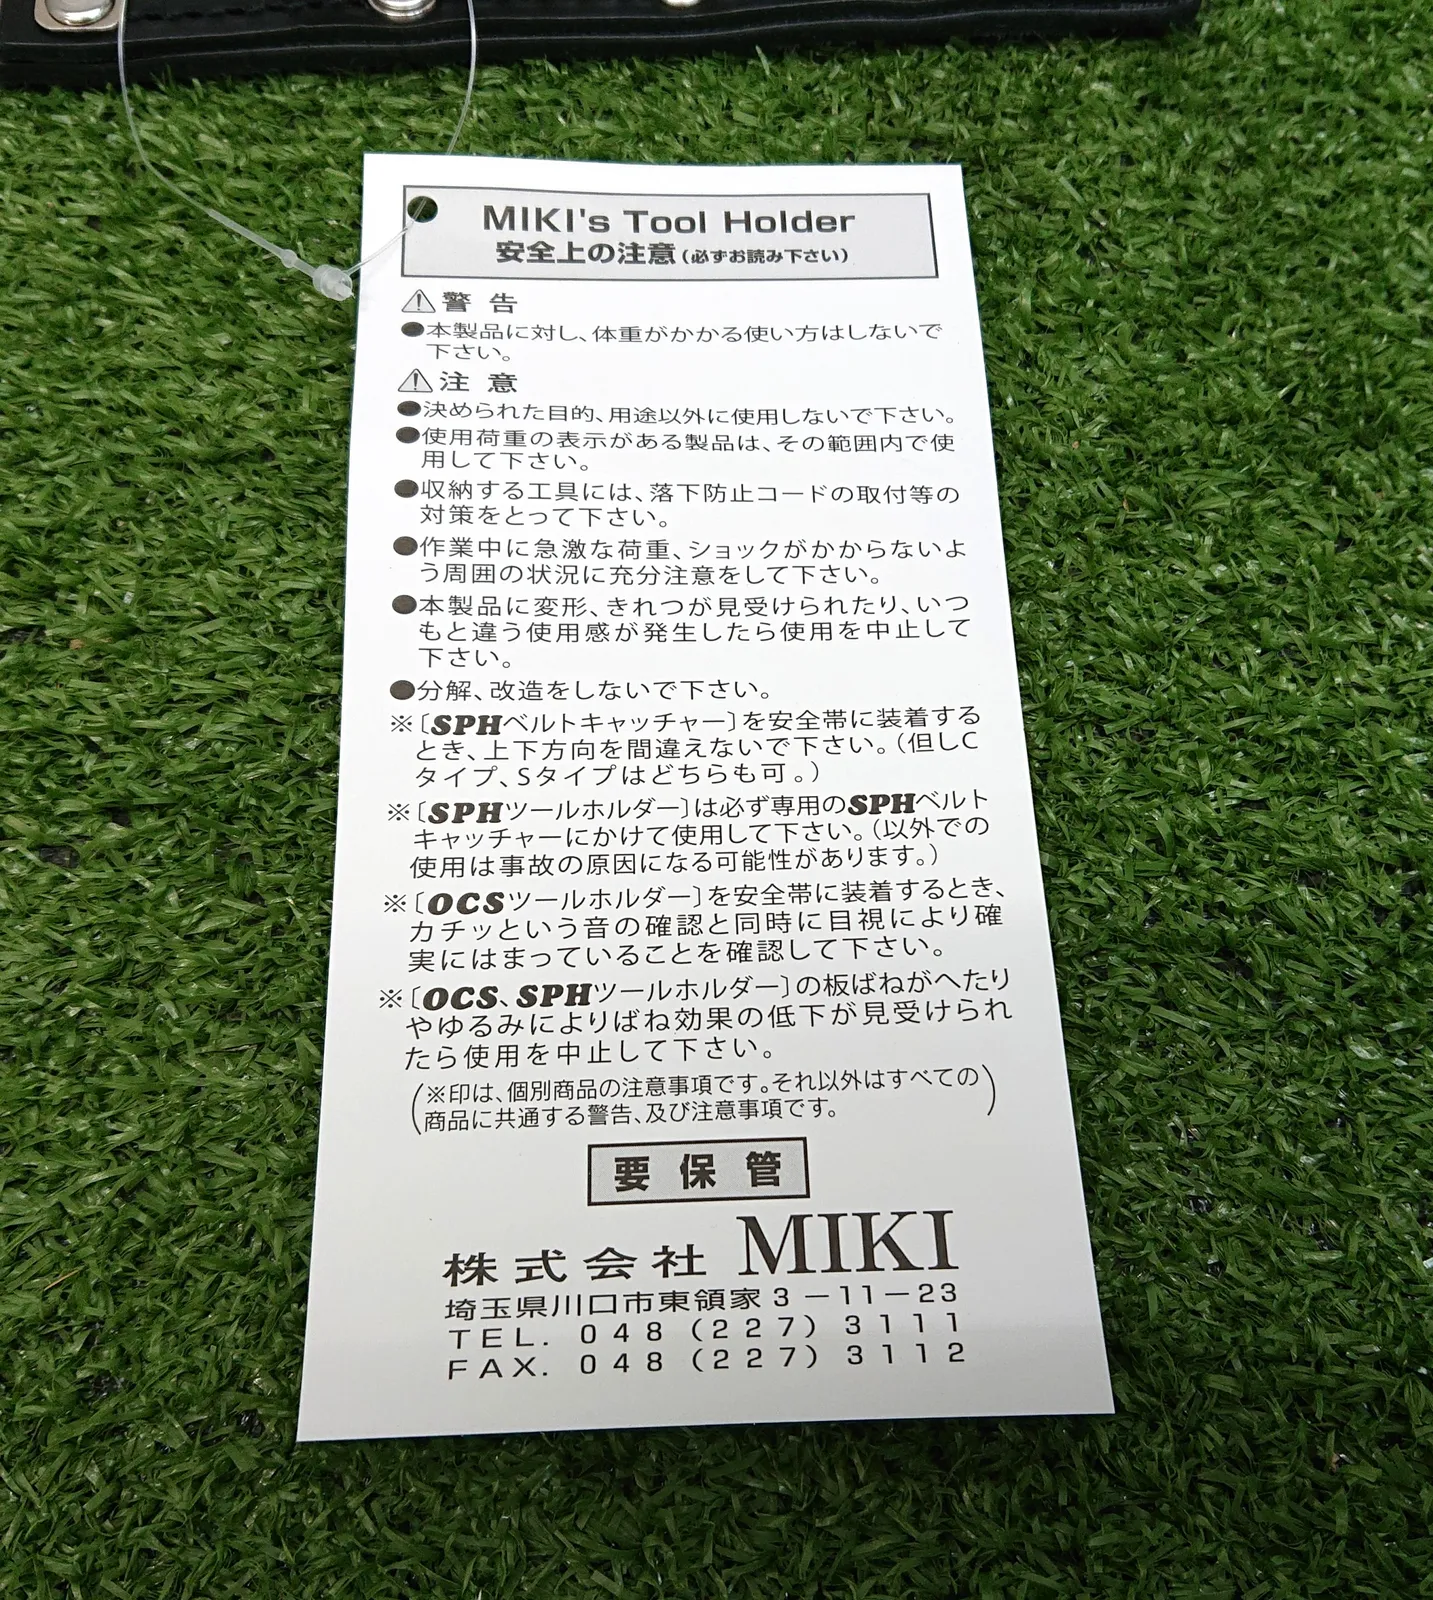 MIKI's Tool Holder
安全上の注意(必ずお読み下さい)
警告
●本製品に対し、体重がかかる使い方はしないで
下さい。
注意
●決められた目的、用途以外に使用しないで下さい。
●使用荷重の表示がある製品は、その範囲内で使
用して下さい。
●収納する工具には、落下防止コードの取付等の
対策をとって下さい。
●作業中に急激な荷重、ショックがかからないよ
う周囲の状況に充分注意をして下さい。
●本製品に変形、きれつが見受けられたり、いつ
もと違う使用感が発生したら使用を中止して
下さい。
●分解、改造をしないで下さい。
※〔SPHベルトキャッチャー〕を安全帯に装着する
とき、上下方向を間違えないで下さい。(但しC
タイプ、Sタイプはどちらも可。)
※〔SPHツールホルダー〕は必ず専用のSPHベルト
キャッチャーにかけて使用して下さい。(以外での
使用は事故の原因になる可能性があります。)
※〔OCSツールホルダー〕を安全帯に装着するとき、
カチッという音の確認と同時に目視により確
実にはまっていることを確認して下さい。
※〔OCS、SPHツールホルダー〕の板ばねがへたり
やゆるみによりばね効果の低下が見受けられ
たら使用を中止して下さい。
(※印は、個別商品の注意事項です。それ以外はすべての
商品に共通する警告、及び注意事項です。)
要保管
株式会社 MIKI
埼玉県川口市東領家3-11-23
TEL. 048(227)3111
FAX. 048(227)3112